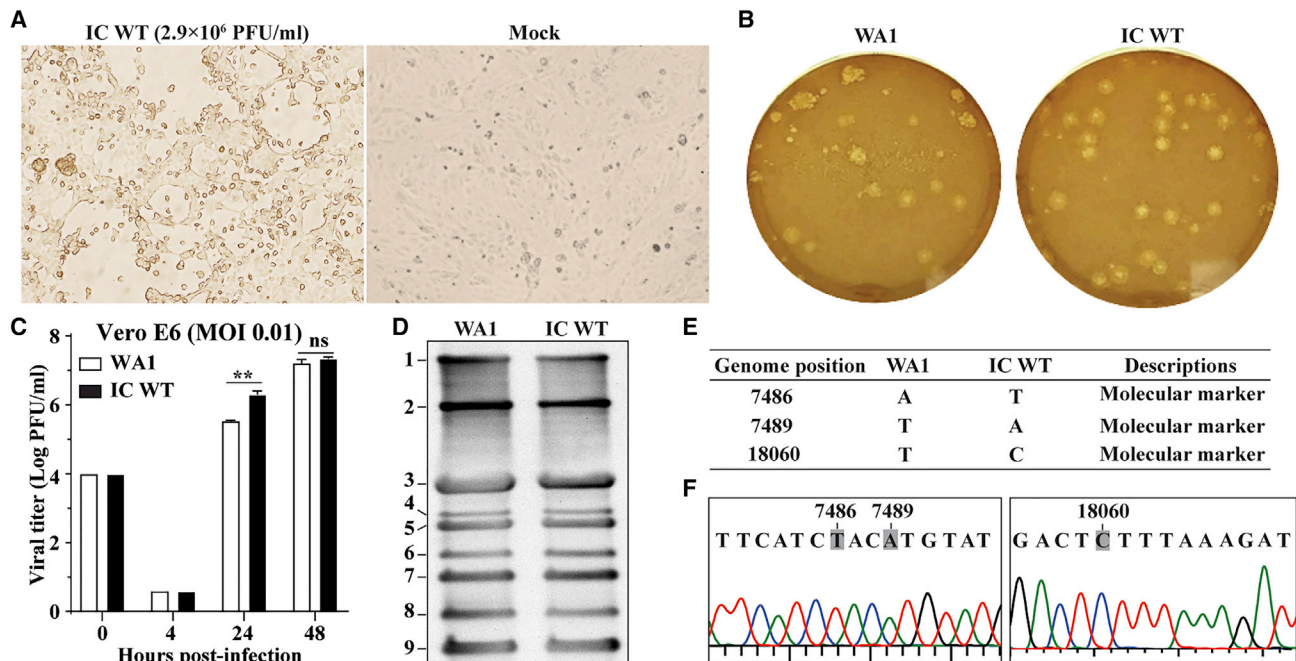 A
IC WT (2.9×10⁶ PFU/ml)
Mock
B
WA1
IC WT
C
Vero E6 (MOI 0.01)
WA1
IC WT
**
ns
8
6
4
2
0
Viral titer (Log PFU/ml)
0 4 24 48
Hours post-infection
D
WA1 IC WT
1
2
3
4
5
6
7
8
9
E
Genome position WA1 IC WT Descriptions
7486 A T Molecular marker
7489 T A Molecular marker
18060 T C Molecular marker
F
7486 7489
T T C A T C T A C A T G T A T
18060
G A C T C T T T A A A G A T